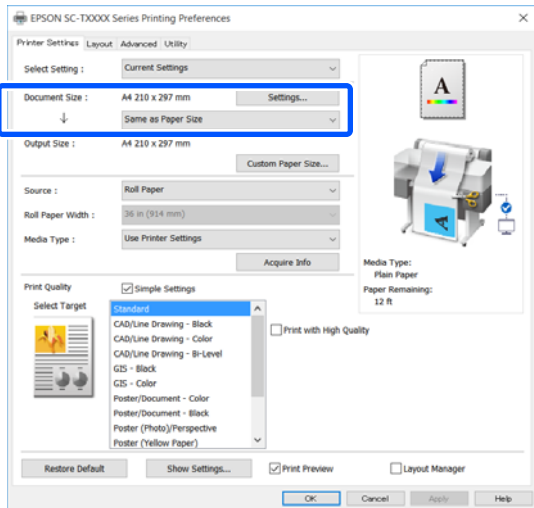 EPSON SC-TXXXX Series Printing Preferences
Printer Settings Layout Advanced Utility
Select Setting : Current Settings
Document Size : A4 210 x 297 mm Settings...
Same as Paper Size
Output Size : A4 210 x 297 mm
Custom Paper Size...
Source : Roll Paper
Roll Paper Width : 36 in (914 mm)
Media Type : Use Printer Settings
Acquire Info
Print Quality Simple Settings
Select Target
Standard
CAD/Line Drawing - Black
CAD/Line Drawing - Color
CAD/Line Drawing - Bi-Level
GIS - Black
GIS - Color
Poster/Document - Color
Poster/Document - Black
Poster (Photo)/Perspective
Poster (Yellow Paper)
Print with High Quality
A
A
Media Type:
Plain Paper
Paper Remaining:
12 ft
Restore Default Show Settings... Print Preview Layout Manager
OK Cancel Apply Help